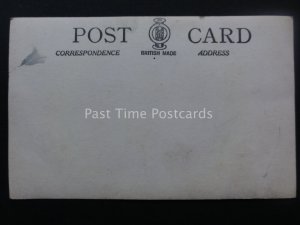 POST CARD
CORRESPONDENCE BRITISH MADE ADDRESS
Past Time Postcards